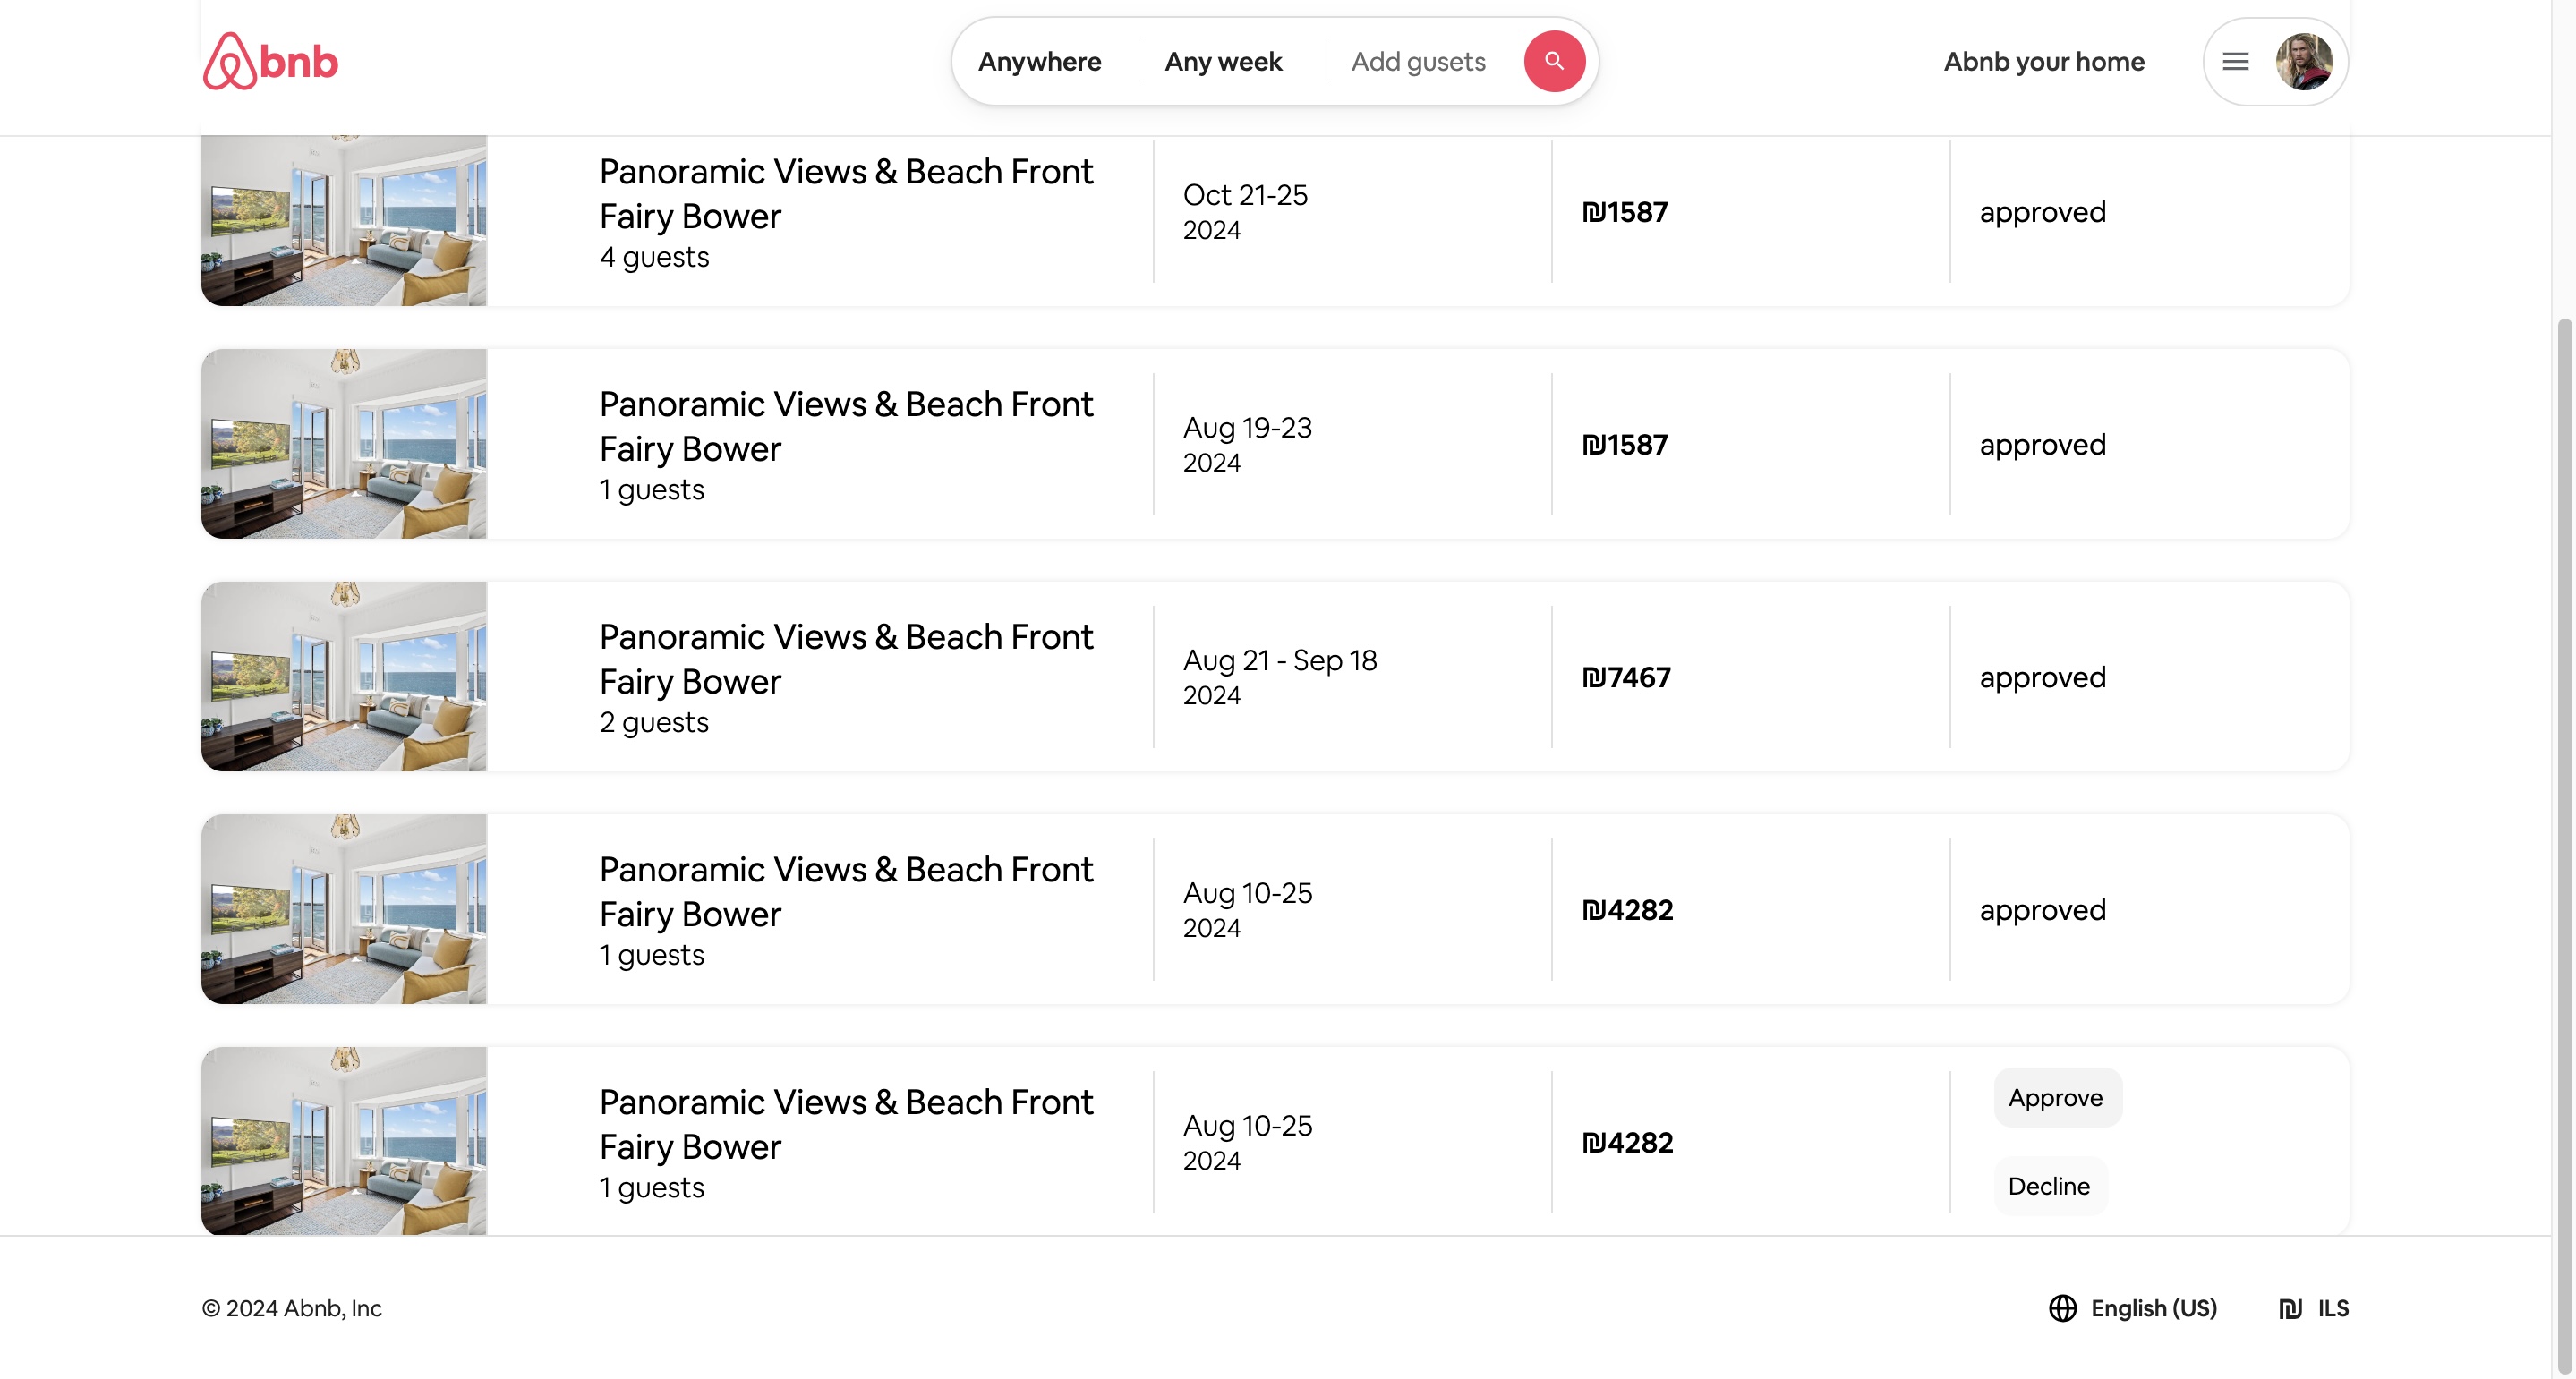 bnb
Anywhere Any week Add gusets
Abnb your home
Panoramic Views & Beach Front
Fairy Bower
4 guests
Oct 21-25
2024
₪1587
approved
Panoramic Views & Beach Front
Fairy Bower
1 guests
Aug 19-23
2024
₪1587
approved
Panoramic Views & Beach Front
Fairy Bower
2 guests
Aug 21 - Sep 18
2024
₪7467
approved
Panoramic Views & Beach Front
Fairy Bower
1 guests
Aug 10-25
2024
₪4282
approved
Panoramic Views & Beach Front
Fairy Bower
1 guests
Aug 10-25
2024
₪4282
Approve
Decline
© 2024 Abnb, Inc
English (US) ₪ ILS